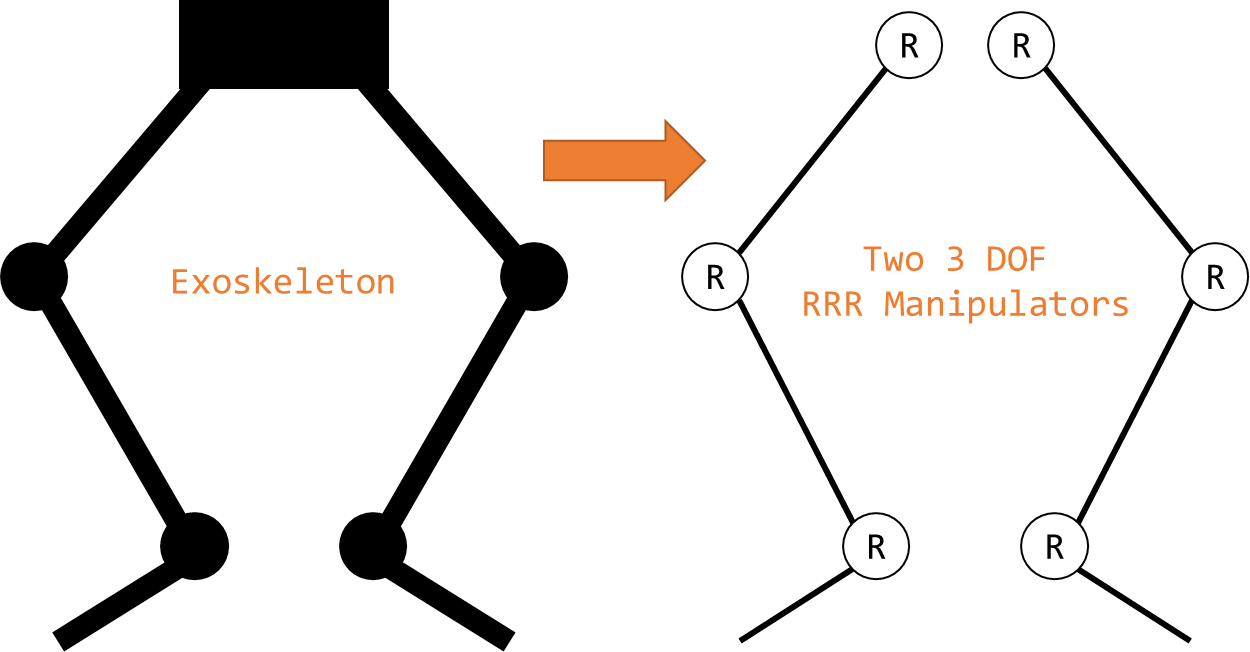 R R
Exoskeleton
R
Two 3 DOF
RRR Manipulators
R
R R